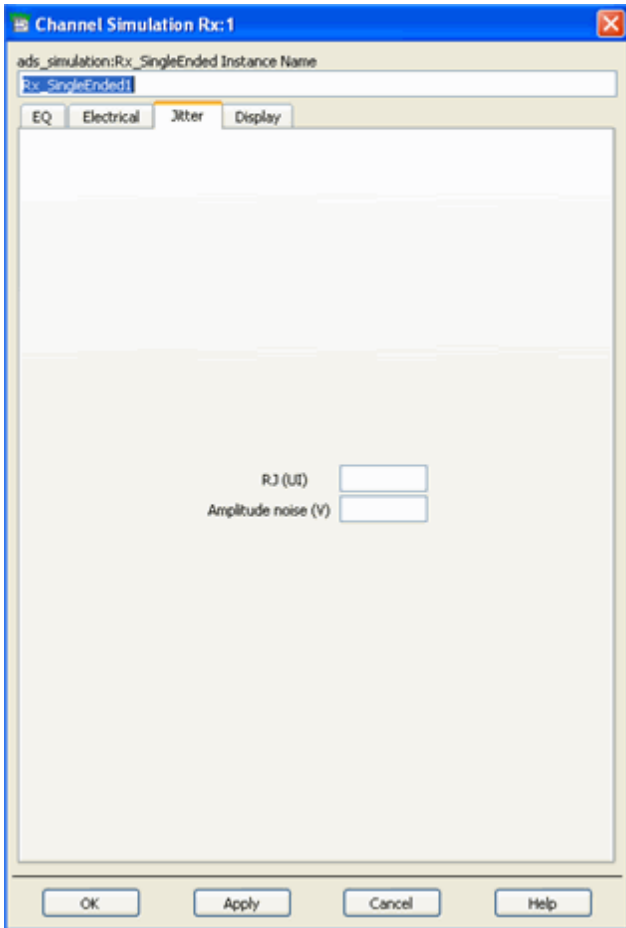 Channel Simulation Rx:1
ads_simulation:Rx_SingleEnded Instance Name
Rx_SingleEnded1
EQ Electrical Jitter Display
RJ (UI)
Amplitude noise (V)
OK Apply Cancel Help